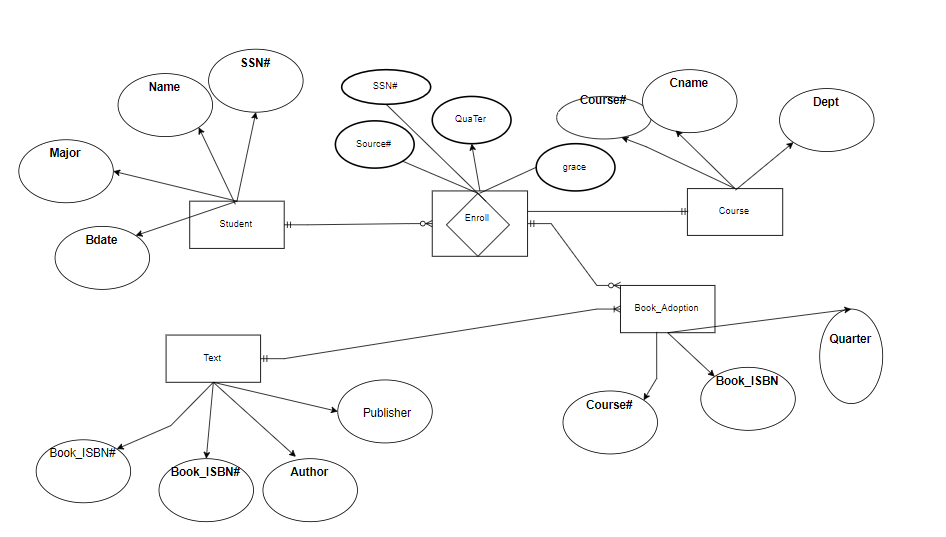 SSN#
Name
SSN#
Course#
Cname
Dept
QuaTer
Source#
Major
grace
Student
Enroll
Course
Bdate
Book_Adoption
Quarter
Text
Book_ISBN
Course#
Publisher
Book_ISBN#
Book_ISBN#
Author